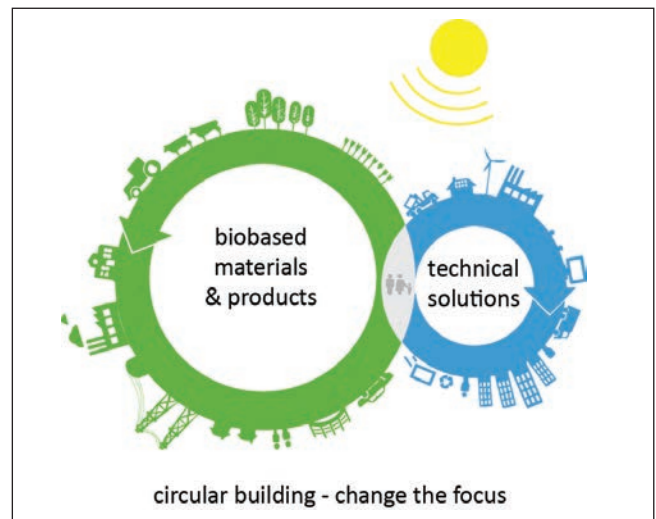 biobased
materials
& products
technical
solutions
circular building - change the focus